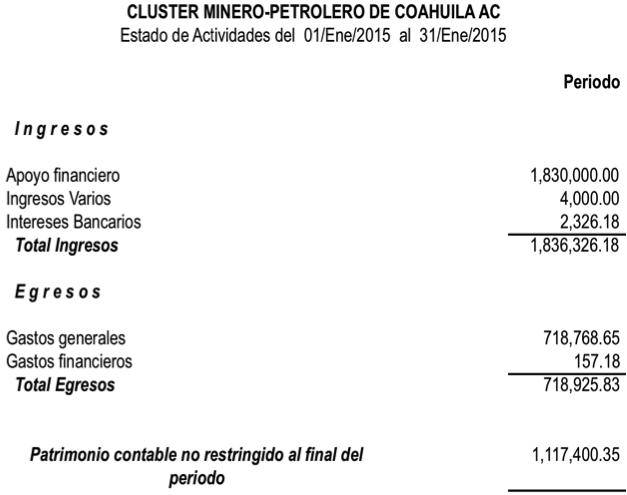 CLUSTER MINERO-PETROLERO DE COAHUILA AC
Estado de Actividades del 01/Ene/2015 al 31/Ene/2015
Periodo
Ingresos
Apoyo financiero 1,830,000.00
Ingresos Varios 4,000.00
Intereses Bancarios 2,326.18
Total Ingresos 1,836,326.18
Egresos
Gastos generales 718,768.65
Gastos financieros 157.18
Total Egresos 718,925.83
Patrimonio contable no restringido al final del 1,117,400.35
periodo